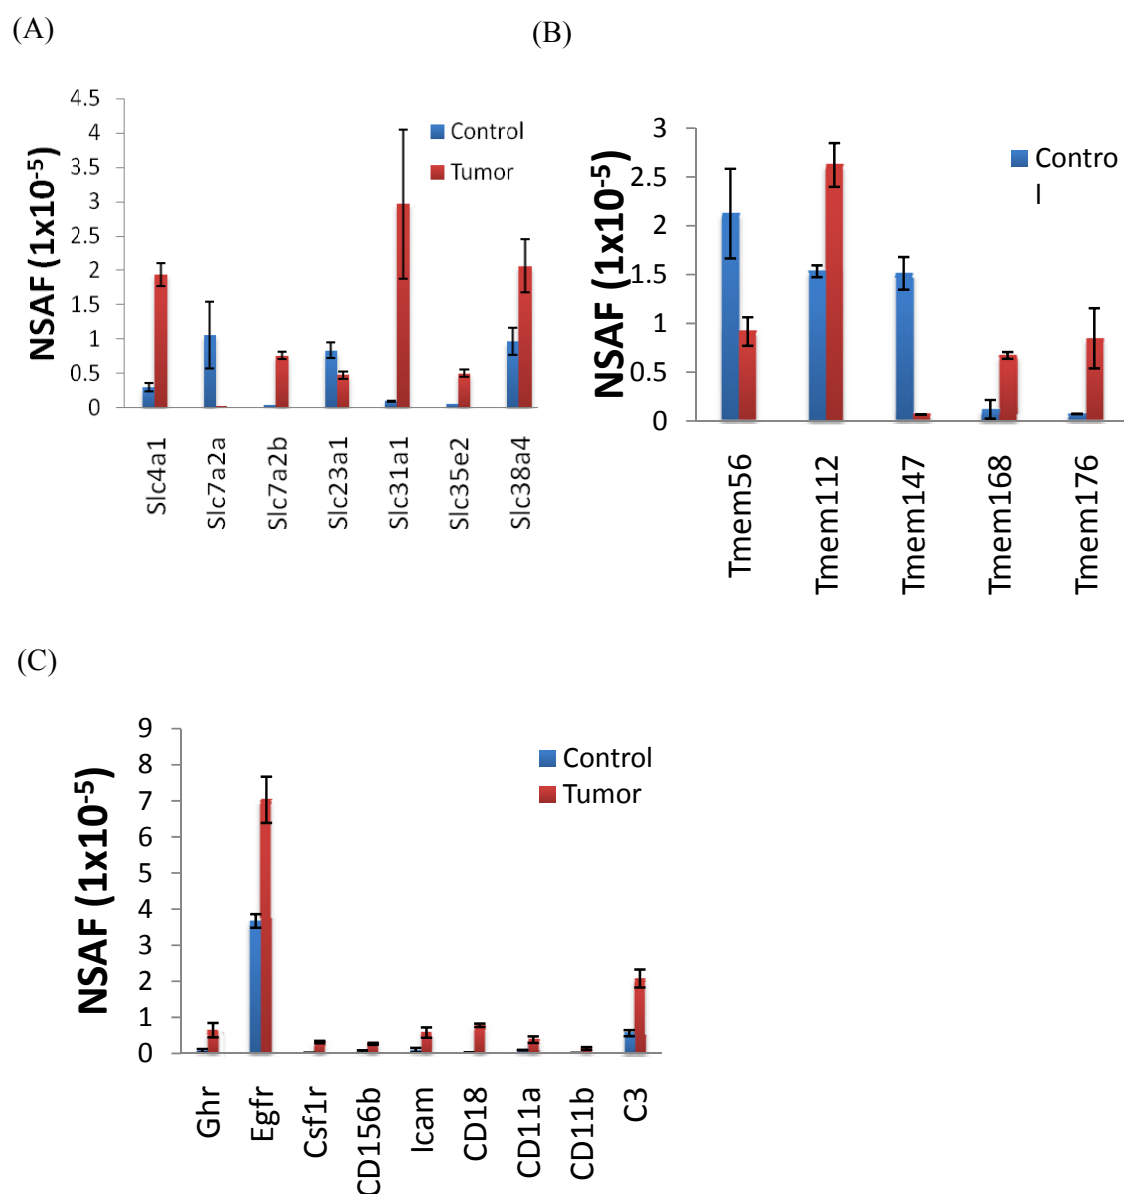 (A)
NSAF (1x10-5)
4.5
4
3.5
3
2.5
2
1.5
1
0.5
0
Control
Tumor
Slc4a1
Slc7a2a
Slc7a2b
Slc23a1
Slc31a1
Slc35e2
Slc38a4
(B)
NSAF (1x10-5)
3
2.5
2
1.5
1
0.5
0
Contro
l
Tmem56
Tmem112
Tmem147
Tmem168
Tmem176
(C)
NSAF (1x10-5)
9
8
7
6
5
4
3
2
1
0
Control
Tumor
Ghr
Egfr
Csf1r
CD156b
Icam
CD18
CD11a
CD11b
C3